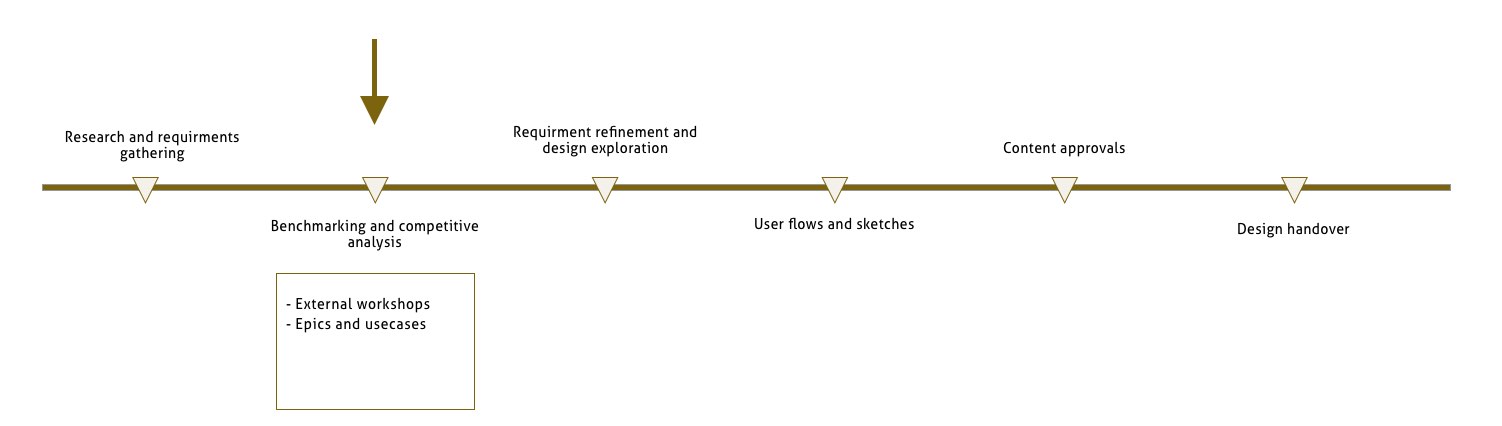 Research and requirments
gathering
Benchmarking and competitive
analysis
- External workshops
- Epics and usecases
Requirment refinement and
design exploration
User flows and sketches
Content approvals
Design handover